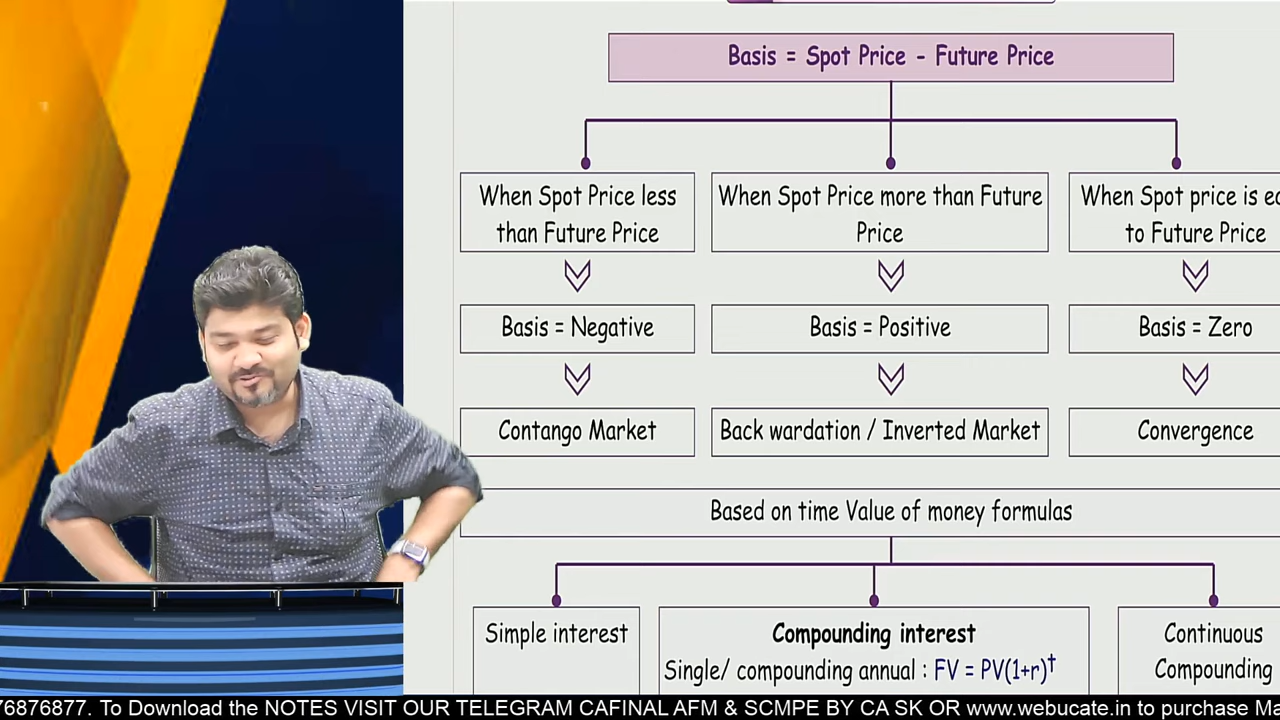 Basis = Spot Price - Future Price
When Spot Price less
than Future Price
When Spot Price more than Future
Price
When Spot price is
to Future Price
Basis = Negative
Basis = Positive
Basis = Zero
Contango Market
Back wardation / Inverted Market
Convergence
Based on time Value of money formulas
Simple interest
Compounding interest
Single/ compounding annual : FV = PV(1+r)^t
Continuous
Compounding
76876877. To Download the NOTES VISIT OUR TELEGRAM CAFINAL AFM & SCMPE BY CA SK OR www.webucate.in to purchase